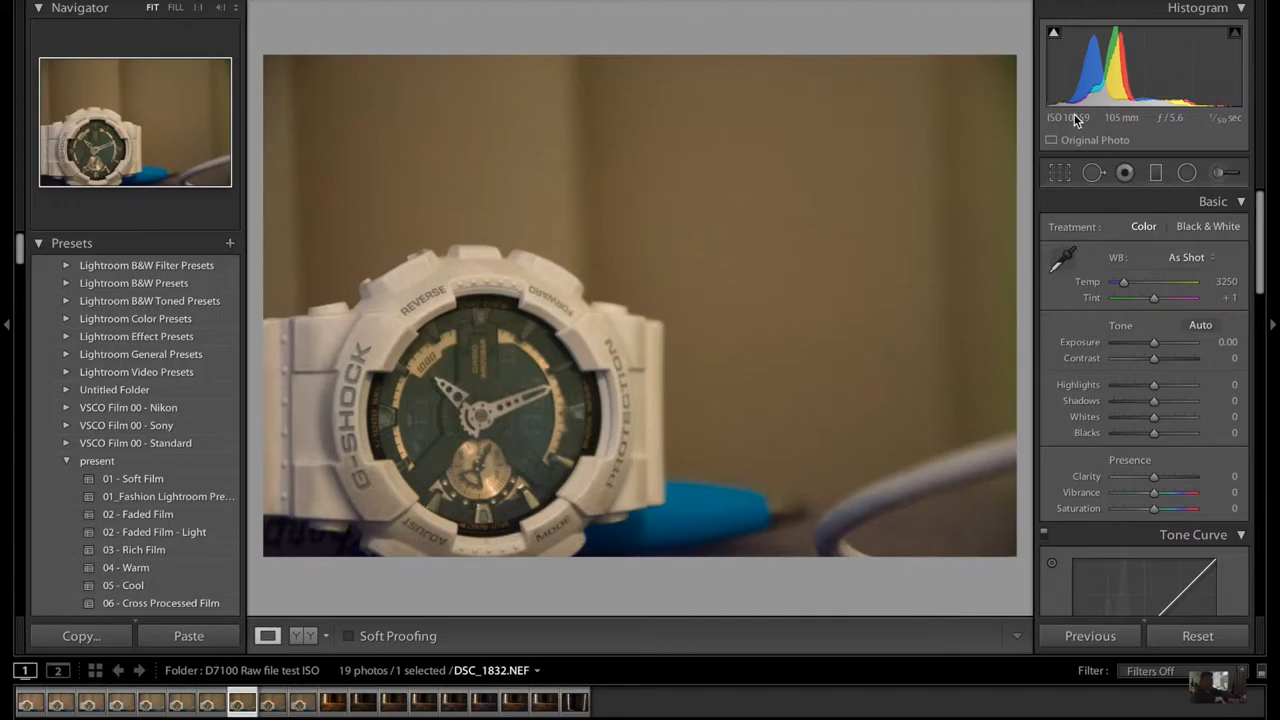 Navigator
FIT FILL 1:1 4:1
Histogram
105 mm f / 5.6 1/50 sec
Original Photo
Presets
Lightroom B&W Filter Presets
Lightroom B&W Presets
Lightroom B&W Toned Presets
Lightroom Color Presets
Lightroom Effect Presets
Lightroom General Presets
Lightroom Video Presets
Untitled Folder
VSCO Film 00 - Nikon
VSCO Film 00 - Sony
VSCO Film 00 - Standard
present
01 - Soft Film
01_Fashion Lightroom Pre...
02 - Faded Film
02 - Faded Film - Light
03 - Rich Film
04 - Warm
05 - Cool
06 - Cross Processed Film
Copy... Paste
REVERSE FORWARD
G-SHOCK PROTECTION
1000
ADJUST MODE
Basic
Treatment : Color Black & White
WB: As Shot
Temp 3250
Tint + 1
Tone Auto
Exposure 0.00
Contrast 0
Highlights 0
Shadows 0
Whites 0
Blacks 0
Presence
Clarity 0
Vibrance 0
Saturation 0
Tone Curve
Previous Reset
Y Y Soft Proofing
1 2 Folder : D7100 Raw file test ISO 19 photos / 1 selected / DSC_1832.NEF Filter : Filters Off